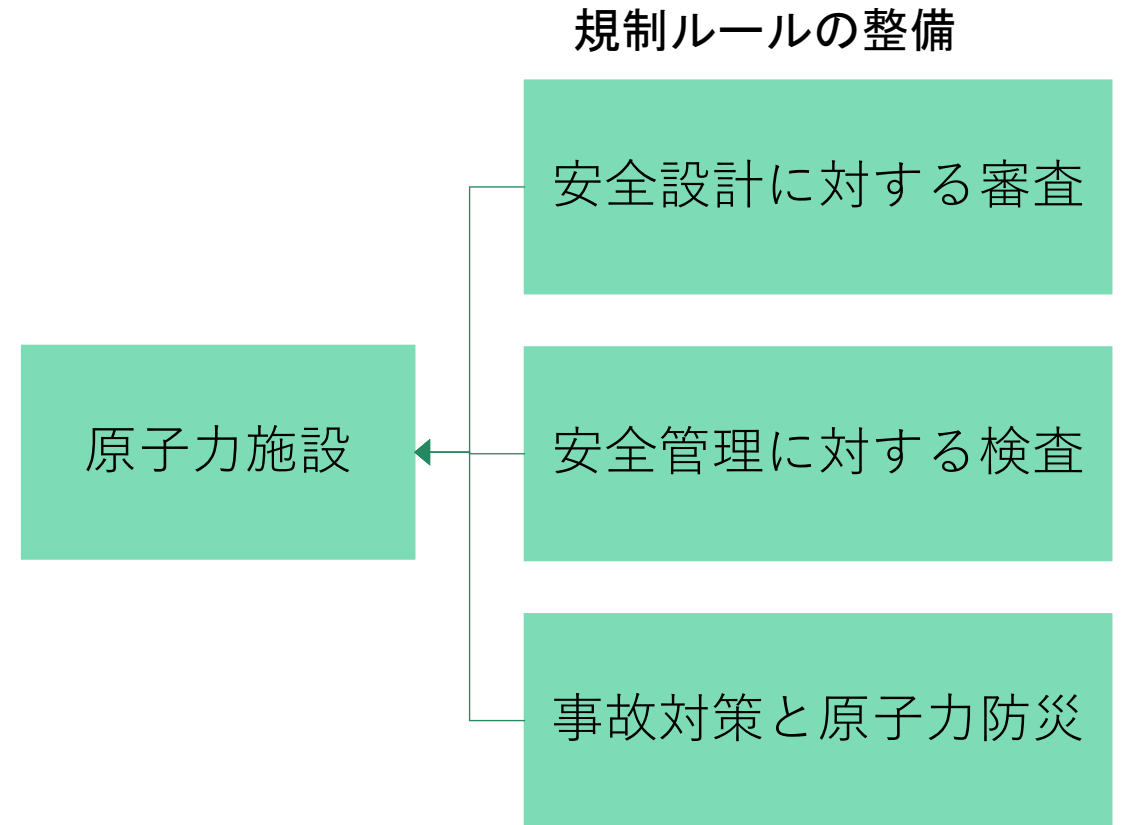 規制ルールの整備
安全設計に対する審査
原子力施設
安全管理に対する検査
事故対策と原子力防災